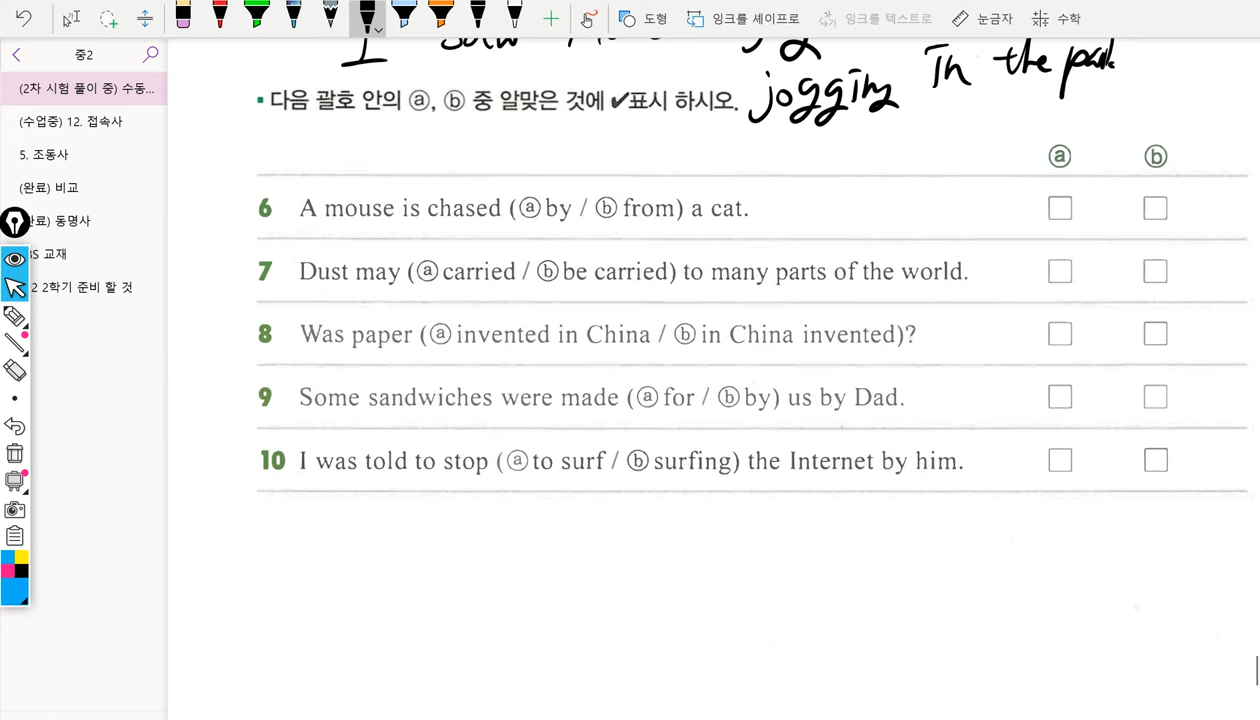 도형
잉크를 셰이프로
잉크를 텍스트로
눈금자
수학
중2
(2차 시험 풀이 중) 수동...
(수업중) 12. 접속사
5. 조동사
(완료) 비교
완료) 동명사
BS 교재
2 2학기 준비 할 것
I saw
in the park
jogging
▪ 다음 괄호 안의 ⓐ, ⓑ 중 알맞은 것에 ✔표시 하시오.
ⓐ ⓑ
6 A mouse is chased (ⓐ by / ⓑ from) a cat.
7 Dust may (ⓐ carried / ⓑ be carried) to many parts of the world.
8 Was paper (ⓐ invented in China / ⓑ in China invented)?
9 Some sandwiches were made (ⓐ for / ⓑ by) us by Dad.
10 I was told to stop (ⓐ to surf / ⓑ surfing) the Internet by him.